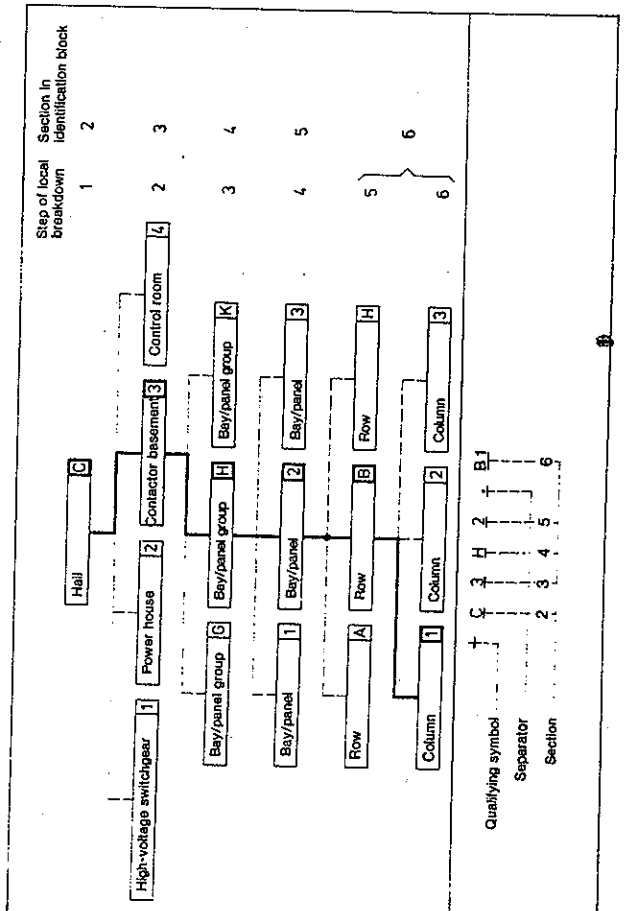 Step of local breakdown
Section in identification block
Hall C
1 2
High-voltage switchgear 1
Power house 2
Contactor basement 3
Control room 4
2 3
Bay/panel group G
Bay/panel group H
Bay/panel group K
3 4
Bay/panel 1
Bay/panel 2
Bay/panel 3
4 5
Row A
Row B
Row H
5
6
Column 1
Column 2
Column 3
6
Qualifying symbol + C 3 H 2 . B1
Separator
Section 2 3 4 5 6